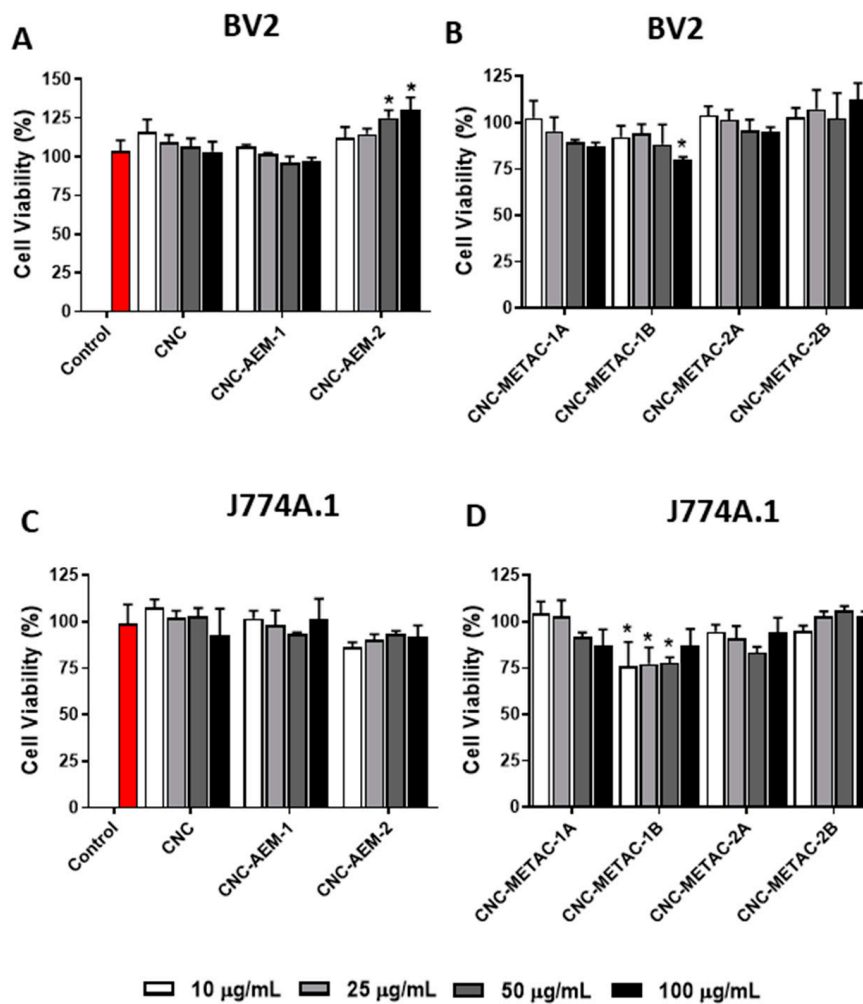 A
BV2
Cell Viability (%)
150
125
100
75
50
25
0
* *
Control
CNC
CNC-AEM-1
CNC-AEM-2
B
BV2
Cell Viability (%)
125
100
75
50
25
0
*
CNC-METAC-1A
CNC-METAC-1B
CNC-METAC-2A
CNC-METAC-2B
C
J774A.1
Cell Viability (%)
125
100
75
50
25
0
Control
CNC
CNC-AEM-1
CNC-AEM-2
D
J774A.1
Cell Viability (%)
125
100
75
50
25
0
* * *
CNC-METAC-1A
CNC-METAC-1B
CNC-METAC-2A
CNC-METAC-2B
10 μg/mL 25 μg/mL 50 μg/mL 100 μg/mL